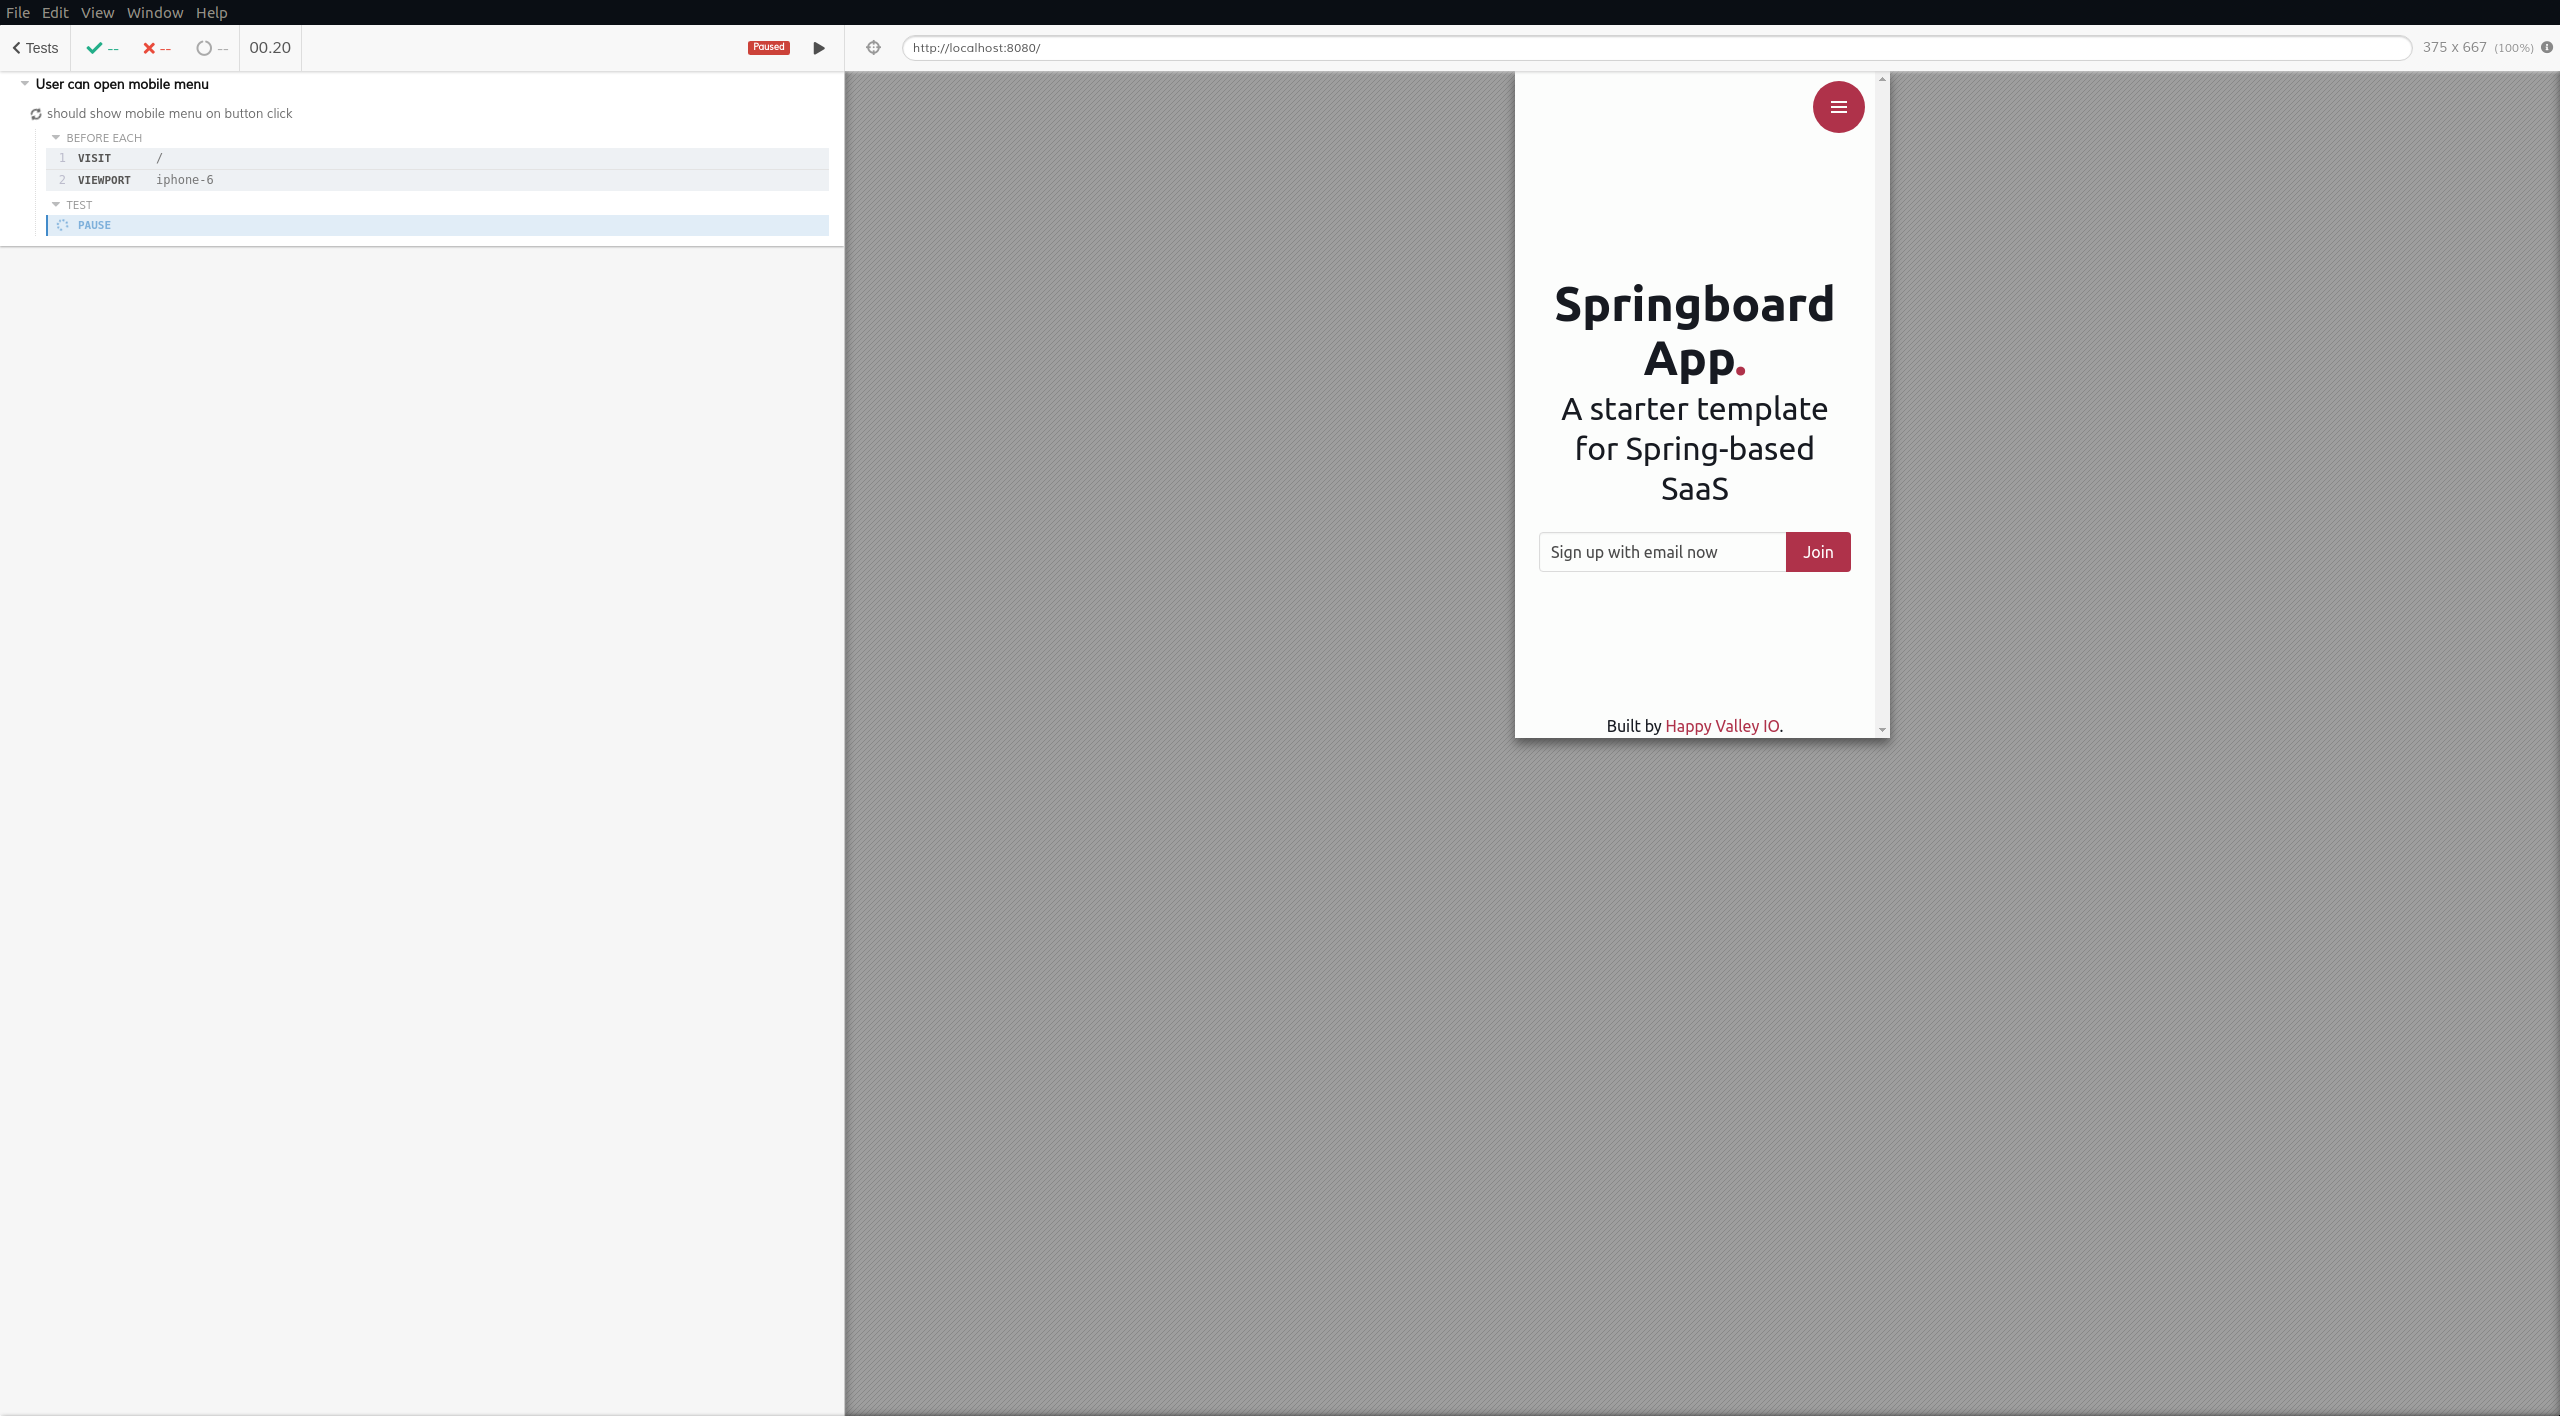 File Edit View Window Help
Tests -- -- -- 00.20 Paused http://localhost:8080/ 375 x 667 (100%)
User can open mobile menu
should show mobile menu on button click
BEFORE EACH
1 VISIT /
2 VIEWPORT iphone-6
TEST
PAUSE
Springboard
App.
A starter template
for Spring-based
SaaS
Sign up with email now Join
Built by Happy Valley IO.